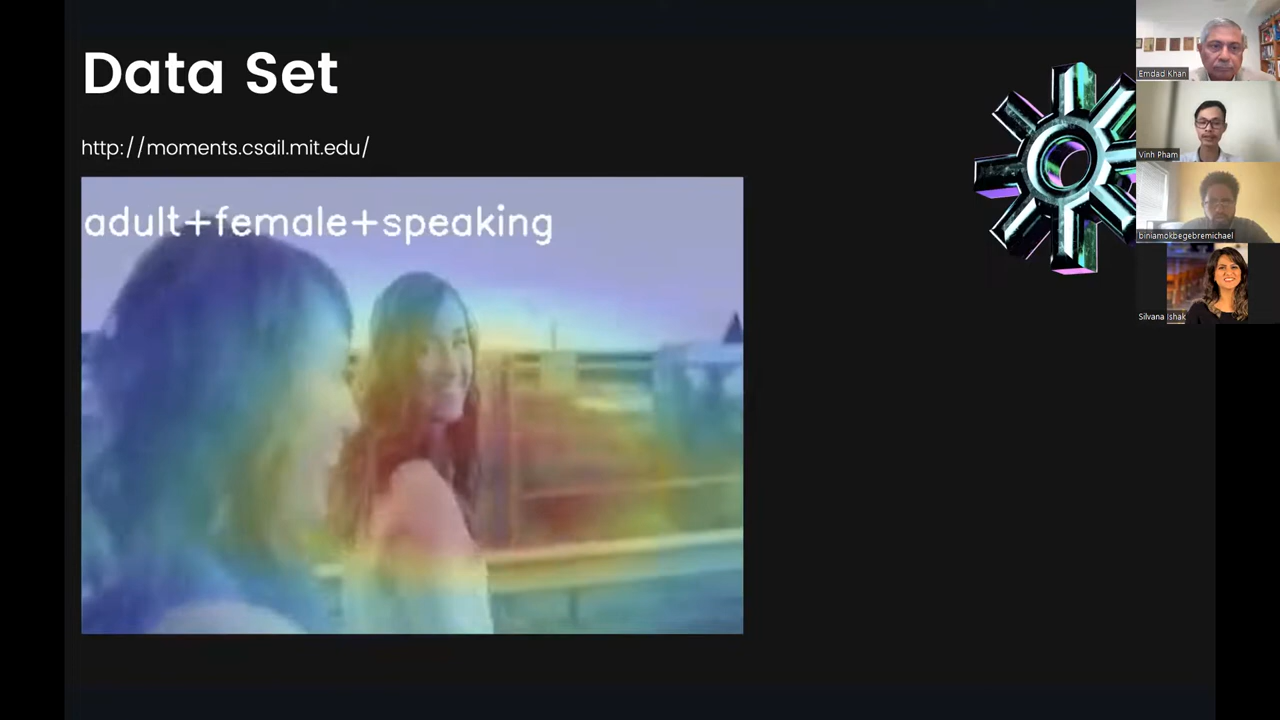 Data Set
http://moments.csail.mit.edu/
adult+female+speaking
Emdad Khan
Vinh Pham
biniamokbegebremichael
Silvana Ishak